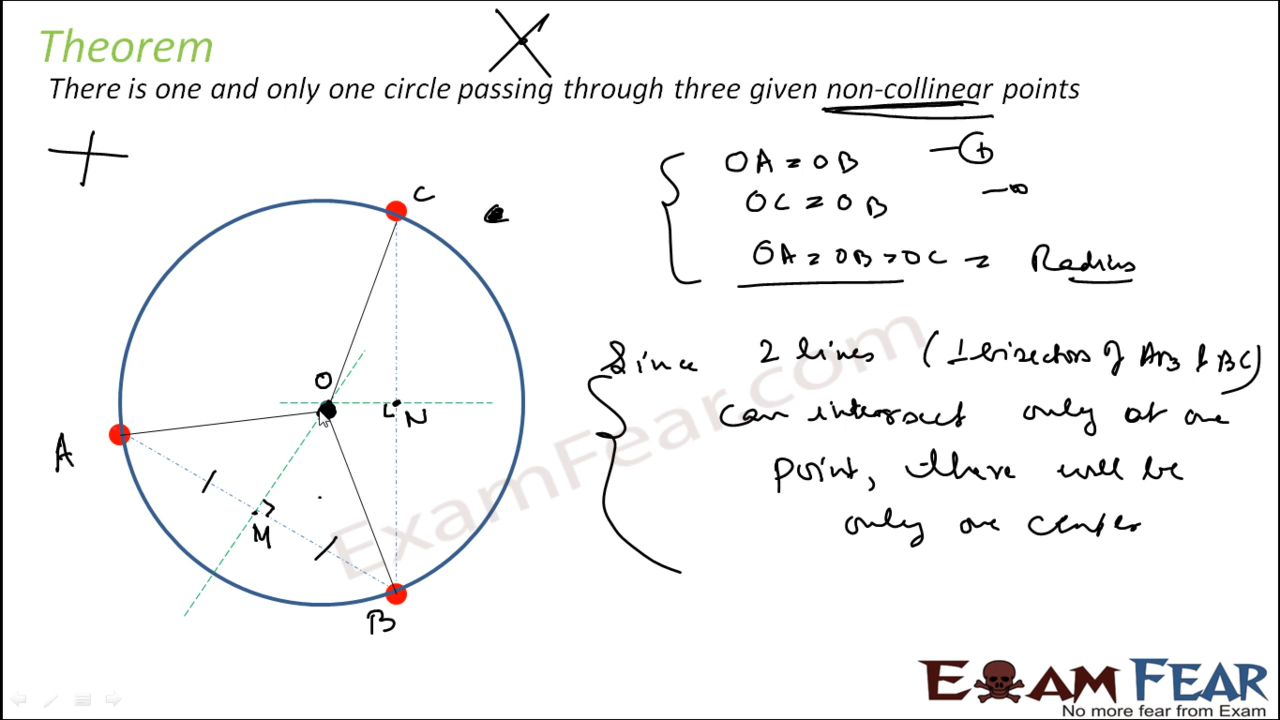 Theorem
There is one and only one circle passing through three given non-collinear points
OA = OB — 1
OC = OB
OA = OB = OC = Radius
Since 2 lines (⊥ bisectors of AB & BC)
can intersect only at one
point, there will be
only one center
C
O
N
A
M
B
ExamFear.com
EXAM FEAR
No more fear from Exam